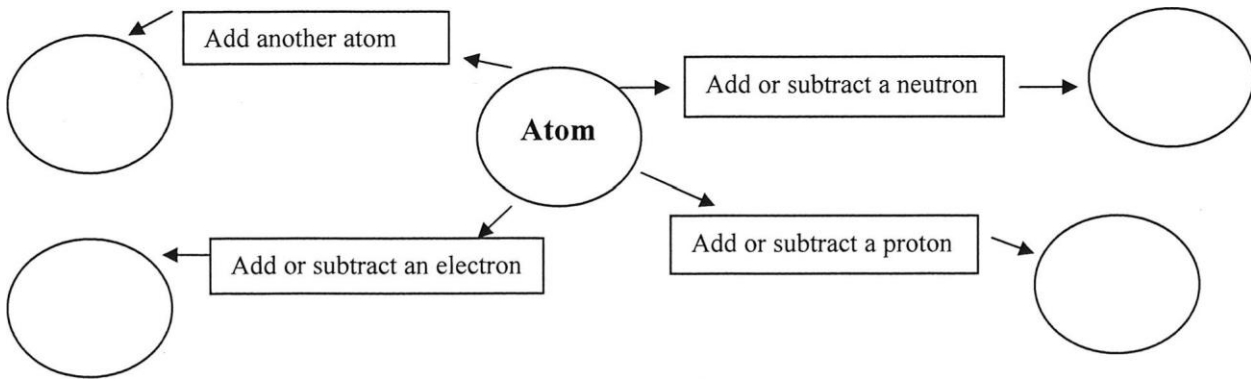 Add another atom
Add or subtract a neutron
Atom
Add or subtract a proton
Add or subtract an electron